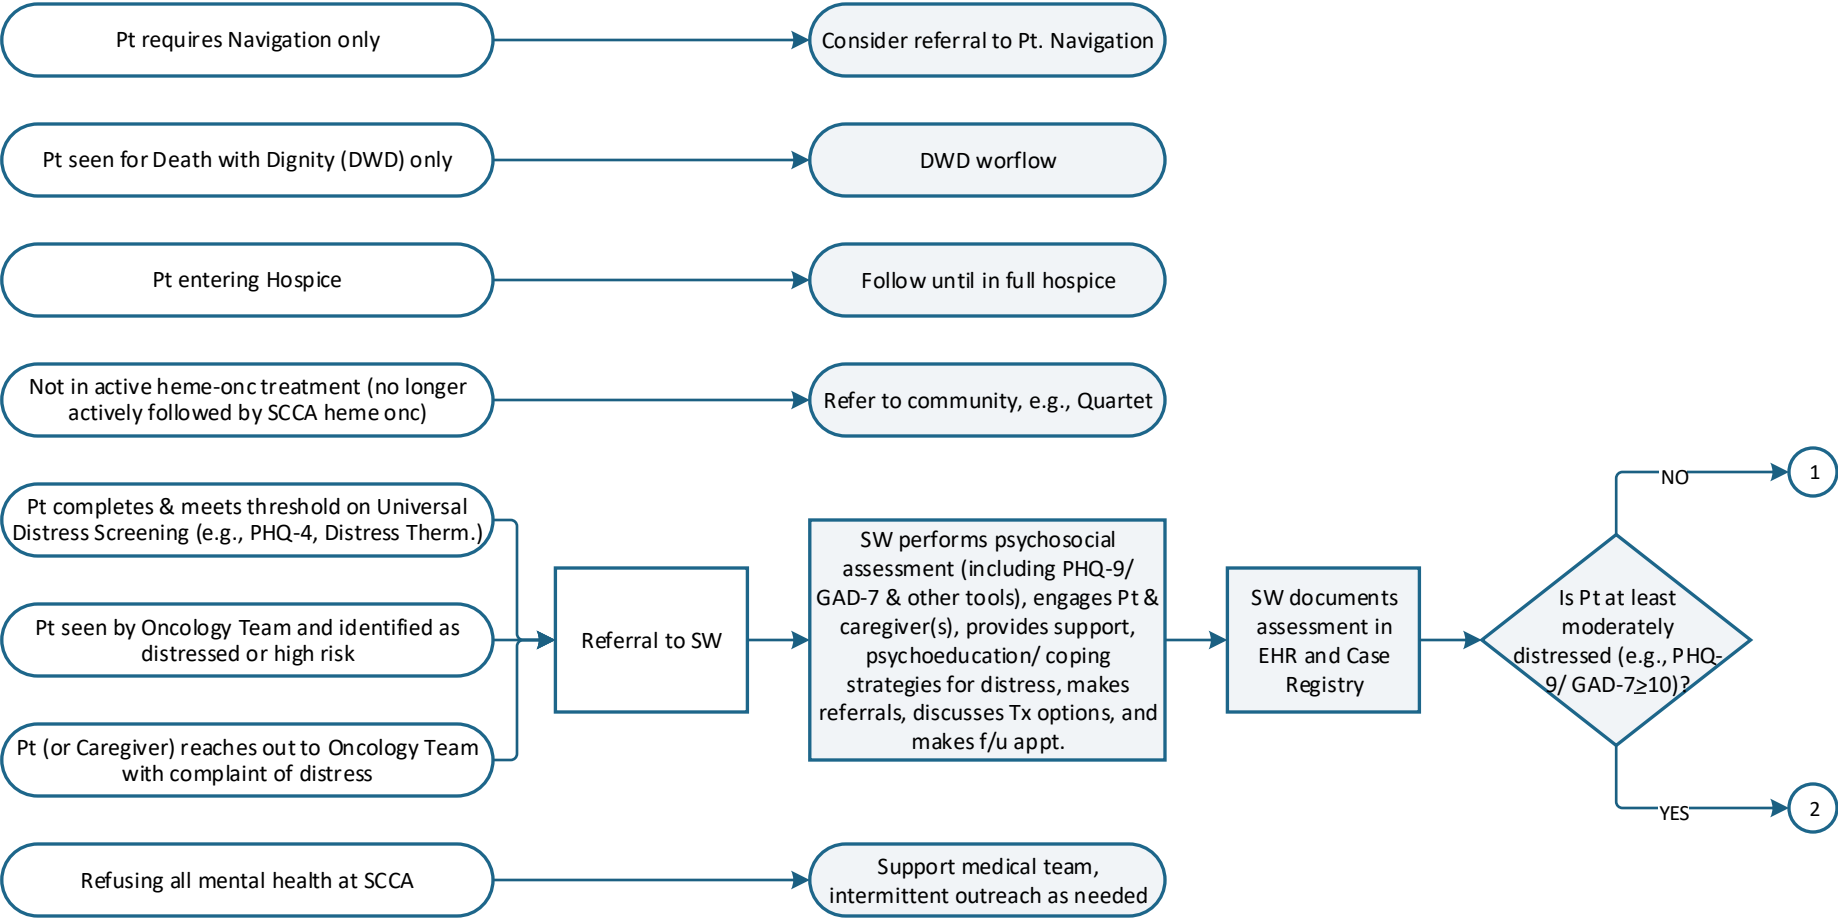 Pt requires Navigation only
Consider referral to Pt. Navigation
Pt seen for Death with Dignity (DWD) only
DWD worflow
Pt entering Hospice
Follow until in full hospice
Not in active heme-onc treatment (no longer
actively followed by SCCA heme onc)
Refer to community, e.g., Quartet
Pt completes & meets threshold on Universal
Distress Screening (e.g., PHQ-4, Distress Therm.)
Pt seen by Oncology Team and identified as
distressed or high risk
Pt (or Caregiver) reaches out to Oncology Team
with complaint of distress
Referral to SW
SW performs psychosocial
assessment (including PHQ-9/
GAD-7 & other tools), engages Pt &
caregiver(s), provides support,
psychoeducation/ coping
strategies for distress, makes
referrals, discusses Tx options, and
makes f/u appt.
SW documents
assessment in
EHR and Case
Registry
Is Pt at least
moderately
distressed (e.g., PHQ-
9/ GAD-7≥10)?
NO
1
YES
2
Refusing all mental health at SCCA
Support medical team,
intermittent outreach as needed